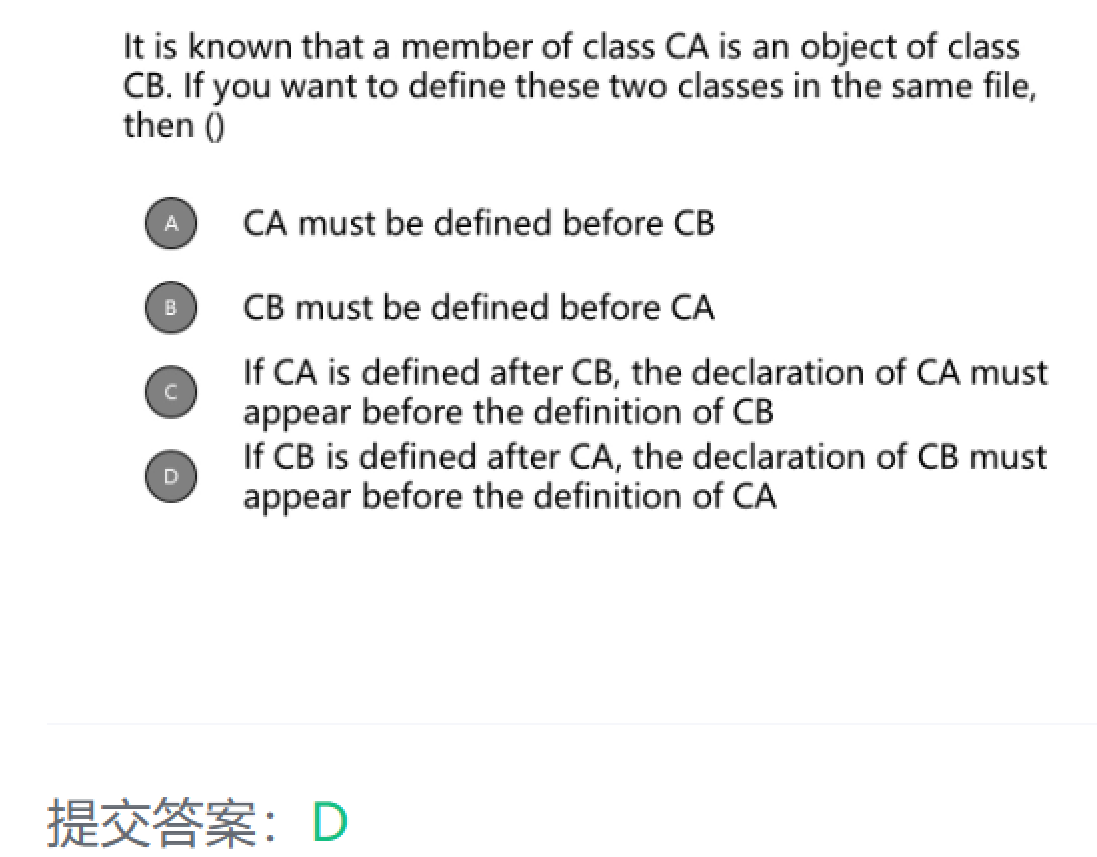 It is known that a member of class CA is an object of class
CB. If you want to define these two classes in the same file,
then ()
A CA must be defined before CB
B CB must be defined before CA
C If CA is defined after CB, the declaration of CA must
appear before the definition of CB
D If CB is defined after CA, the declaration of CB must
appear before the definition of CA
提交答案： D